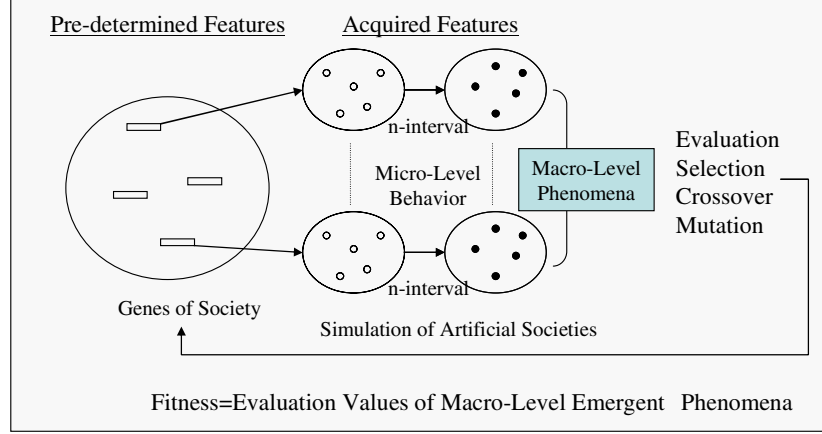 Pre-determined Features
Acquired Features
n-interval
Micro-Level
Behavior
Macro-Level
Phenomena
Evaluation
Selection
Crossover
Mutation
n-interval
Genes of Society
Simulation of Artificial Societies
Fitness=Evaluation Values of Macro-Level Emergent Phenomena